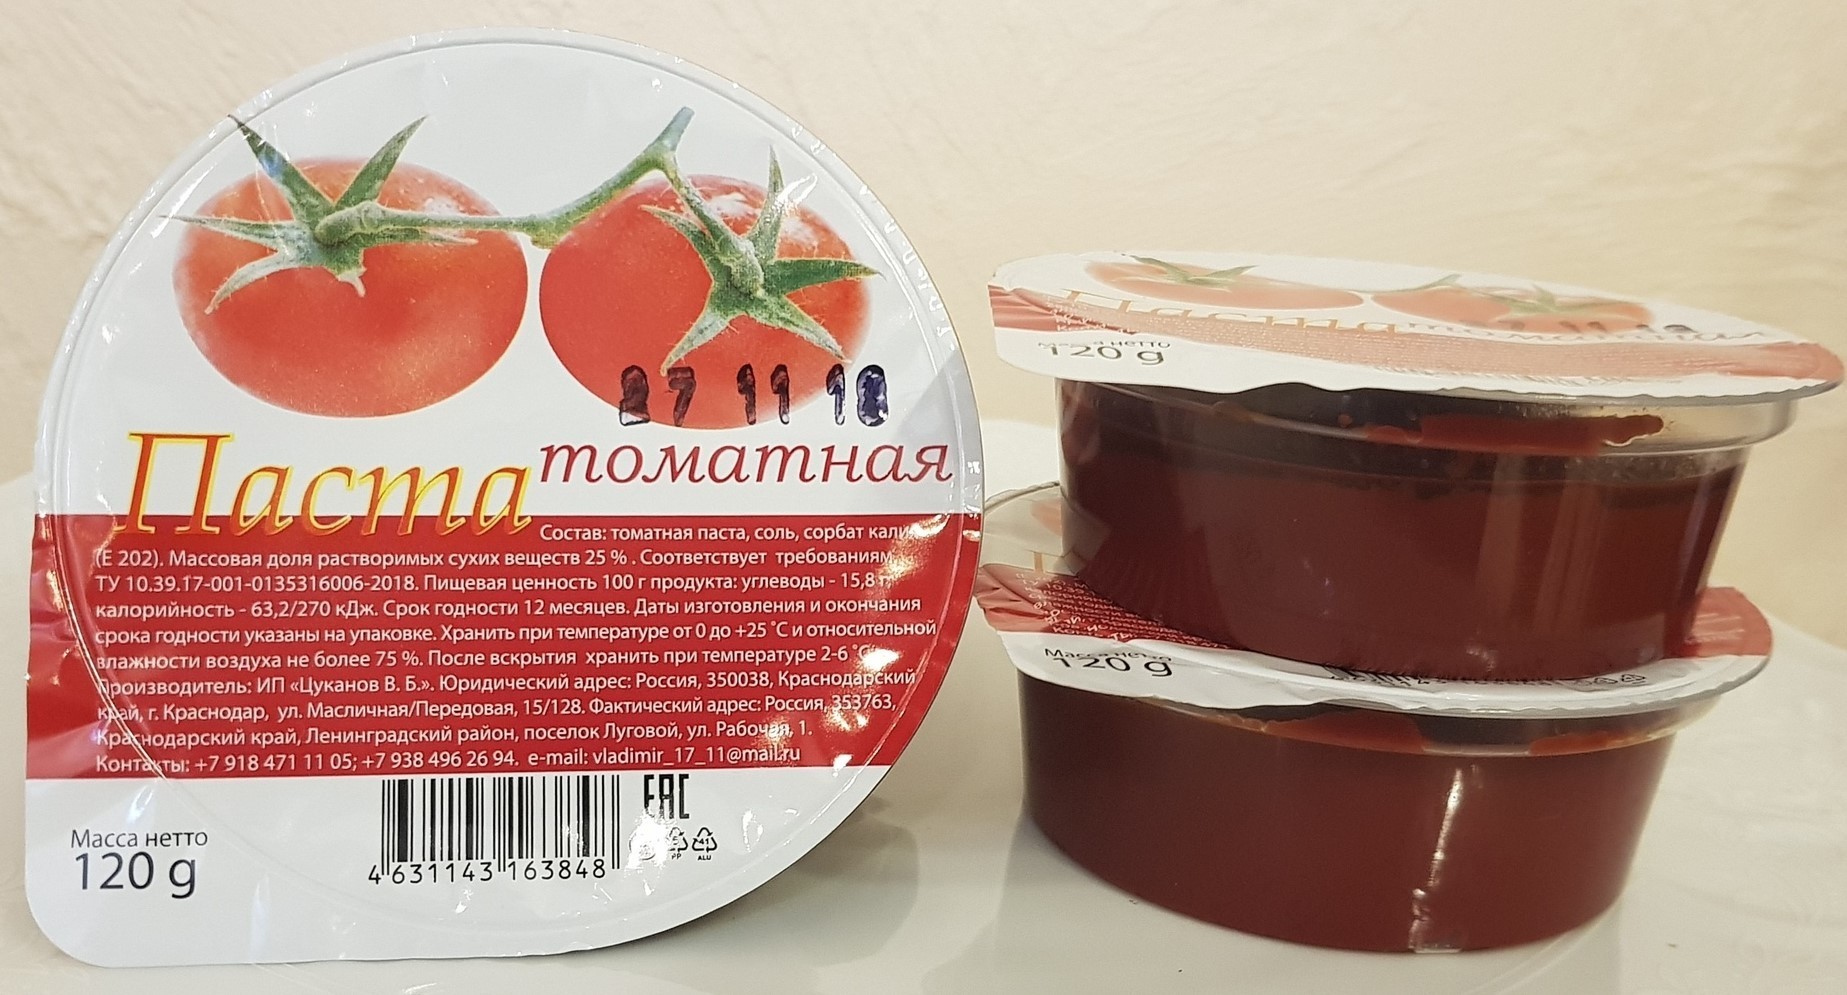 27 11 18
Паста томатная
Состав: томатная паста, соль, сорбат кали
(Е 202). Массовая доля растворимых сухих веществ 25 % . Соответствует требованиям
ТУ 10.39.17-001-0135316006-2018. Пищевая ценность 100 г продукта: углеводы - 15,8 г
калорийность - 63,2/270 кДж. Срок годности 12 месяцев. Даты изготовления и окончания
срока годности указаны на упаковке. Хранить при температуре от 0 до +25 °С и относительной
влажности воздуха не более 75 %. После вскрытия хранить при температуре 2-6 °С
Производитель: ИП «Цуканов В. Б.». Юридический адрес: Россия, 350038, Краснодарский
край, г. Краснодар, ул. Масличная/Передовая, 15/128. Фактический адрес: Россия, 353763,
Краснодарский край, Ленинградский район, поселок Луговой, ул. Рабочая, 1.
Контакты: +7 918 471 11 05; +7 938 496 26 94. e-mail: vladimir_17_11@mail.ru
Масса нетто
120 g
4 631143 163848
EAC
PP
41
ALU
Паста томатная
Масса нетто
120 g
Масса нетто
120 g